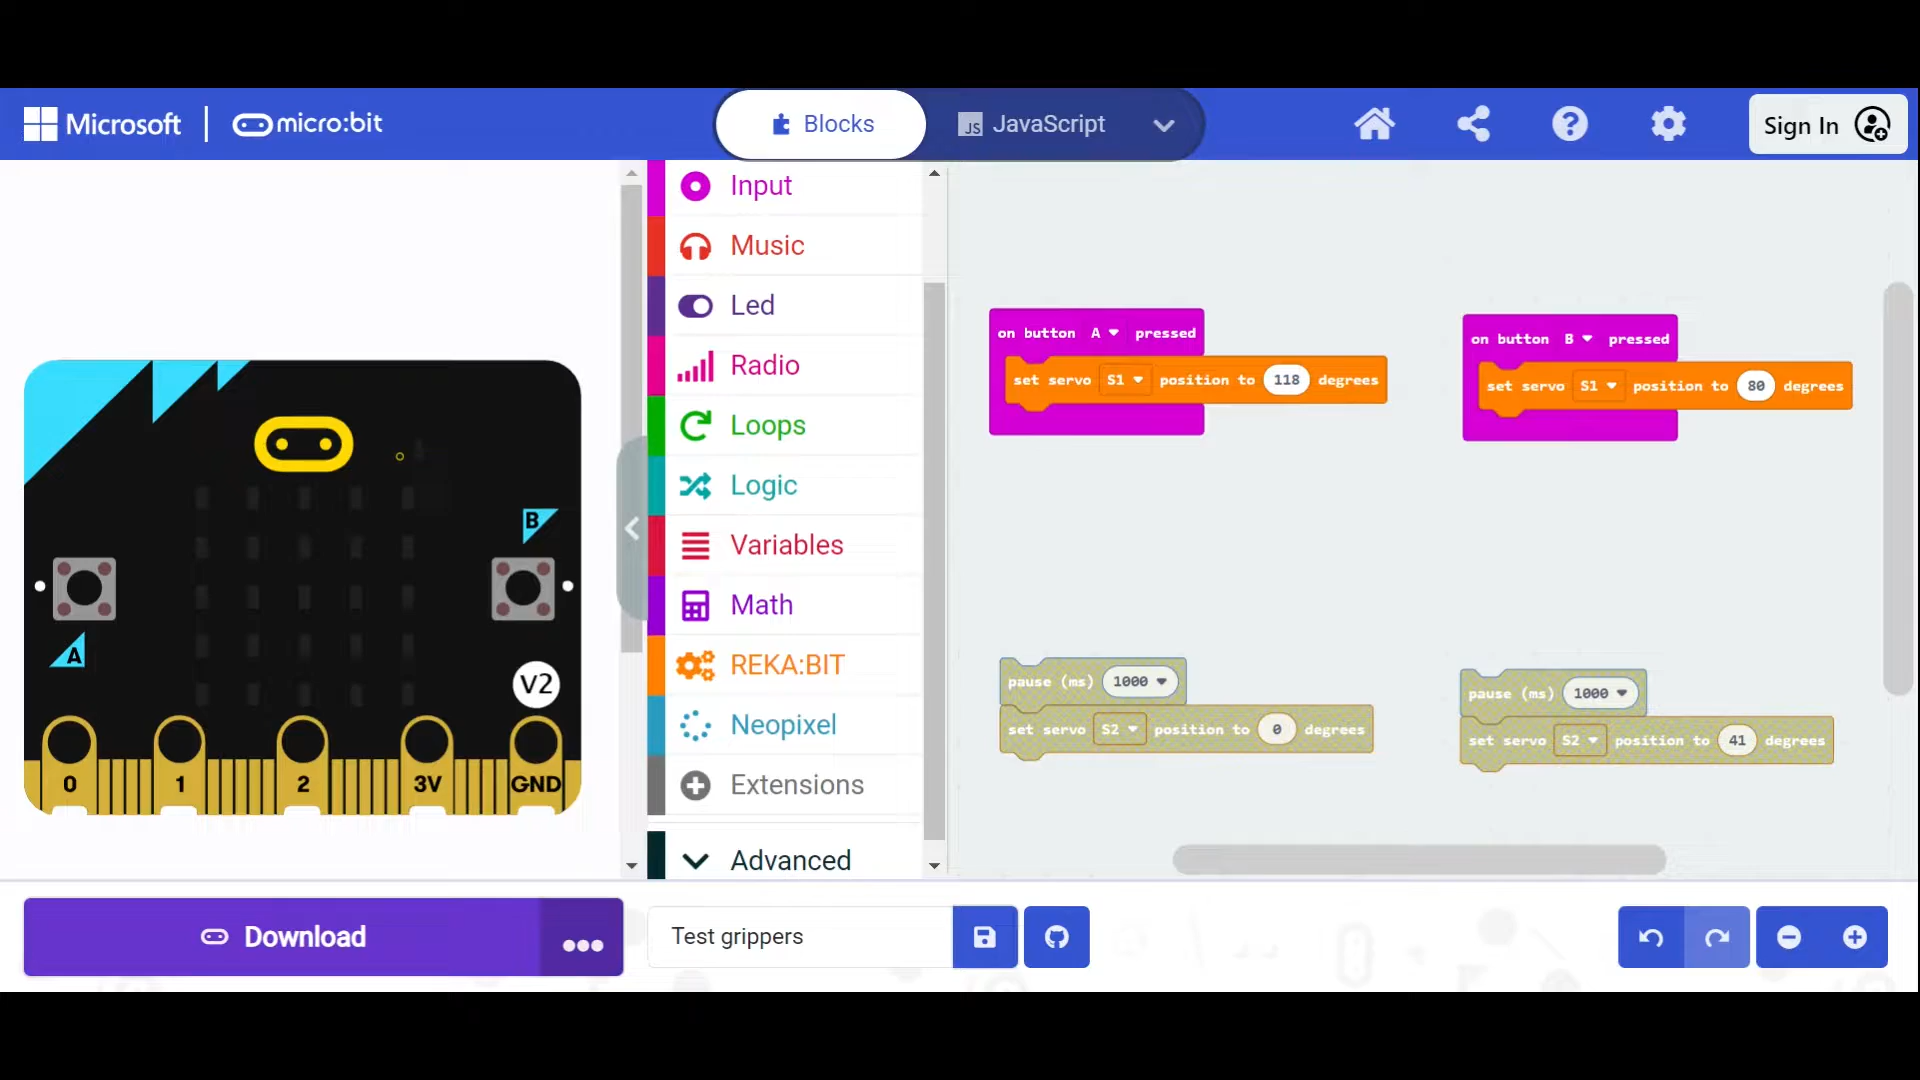 Microsoft | micro:bit
Blocks
JS JavaScript
Sign In
Input
Music
Led
Radio
Loops
Logic
Variables
Math
REKA:BIT
Neopixel
Extensions
Advanced
B
A
V2
0 1 2 3V GND
on button A pressed
set servo S1 position to 118 degrees
on button B pressed
set servo S1 position to 80 degrees
pause (ms) 1000
set servo S2 position to 0 degrees
pause (ms) 1000
set servo S2 position to 41 degrees
Download
Test grippers